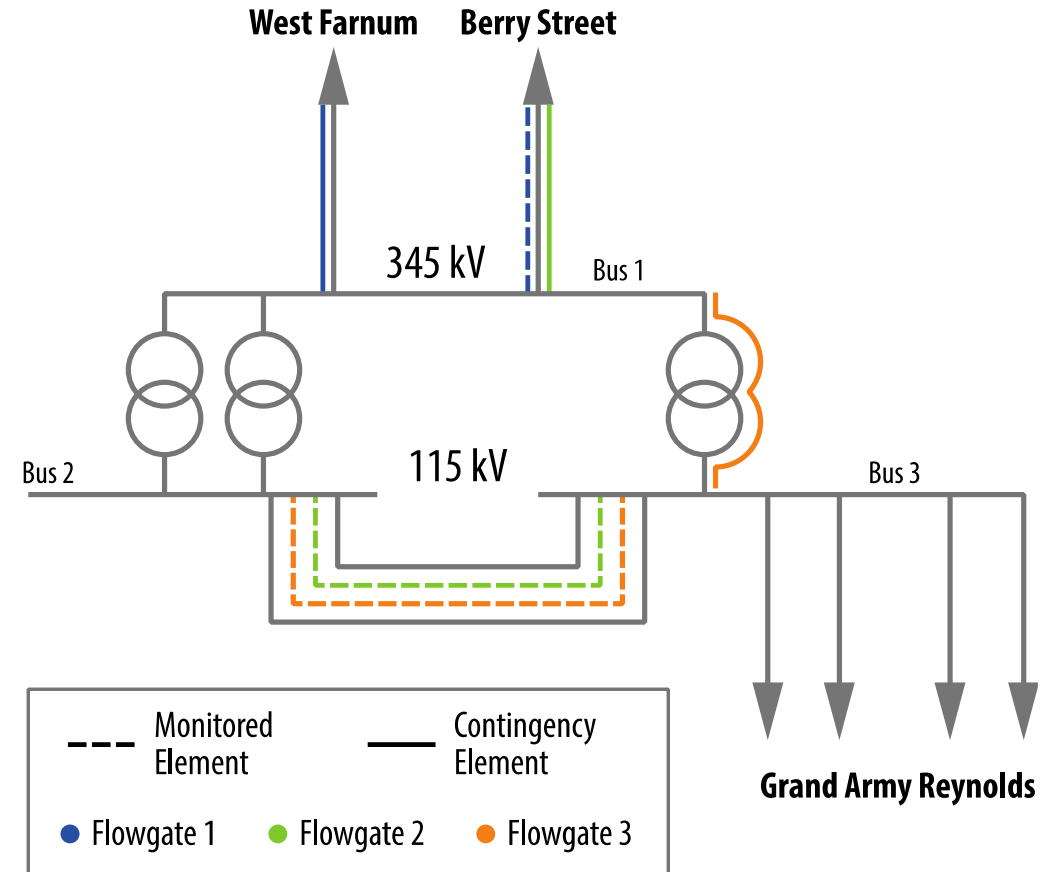 West Farnum
Berry Street
345 kV
Bus 1
Bus 2
115 kV
Bus 3
Monitored
Element
Contingency
Element
Grand Army Reynolds
Flowgate 1
Flowgate 2
Flowgate 3